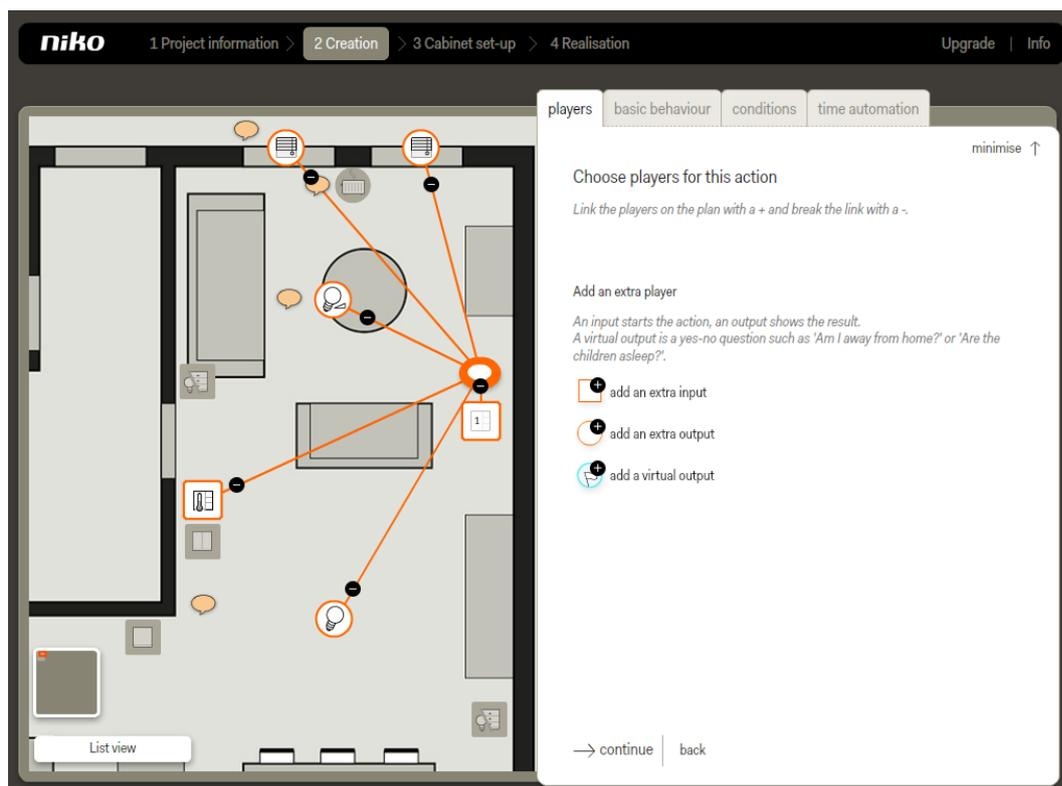 niko
1 Project information
2 Creation
3 Cabinet set-up
4 Realisation
Upgrade | Info
players
basic behaviour
conditions
time automation
minimise ↑
Choose players for this action
Link the players on the plan with a + and break the link with a -.
Add an extra player
An input starts the action, an output shows the result.
A virtual output is a yes-no question such as 'Am I away from home?' or 'Are the
children asleep?'.
add an extra input
add an extra output
add a virtual output
1
List view
→ continue
back